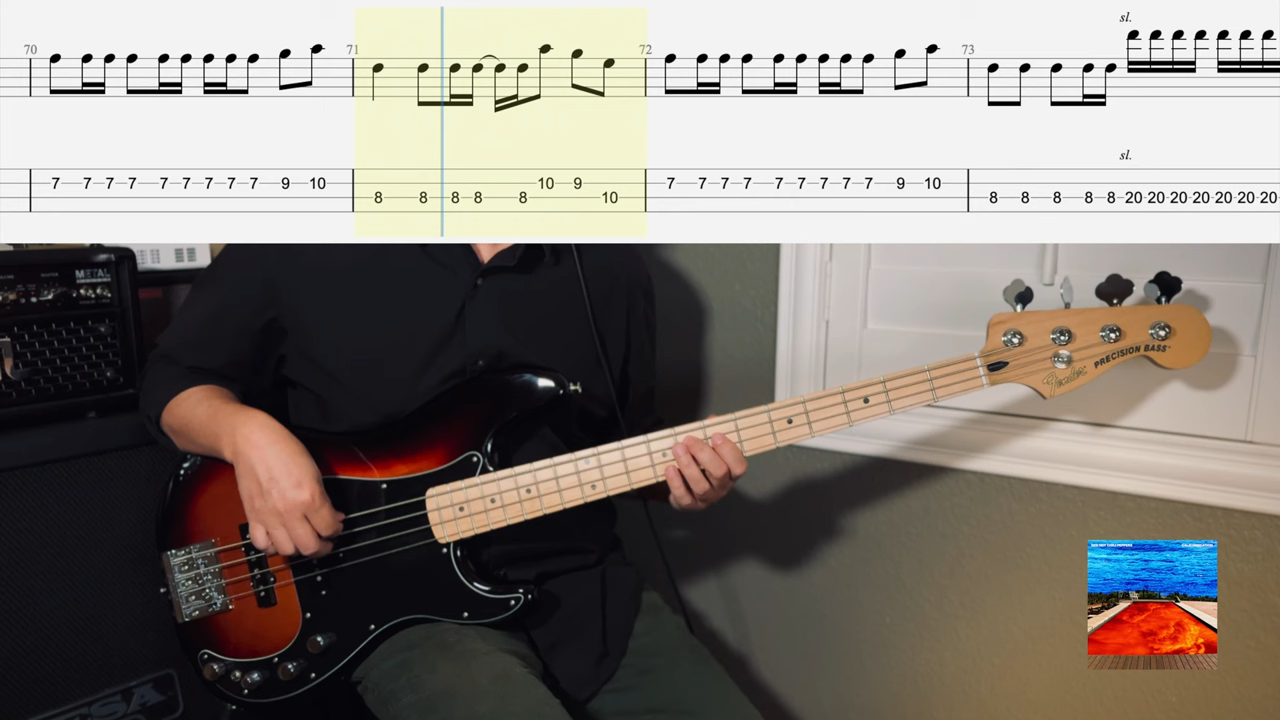 sl.
70 71 72 73
sl.
7 7 7 7 7 7 7 7 7 9 10 10 9 7 7 7 7 7 7 7 7 7 9 10
8 8 8 8 8 10 8 8 8 8 8 20 20 20 20 20 20 20
METAL
Fender PRECISION BASS
ESA